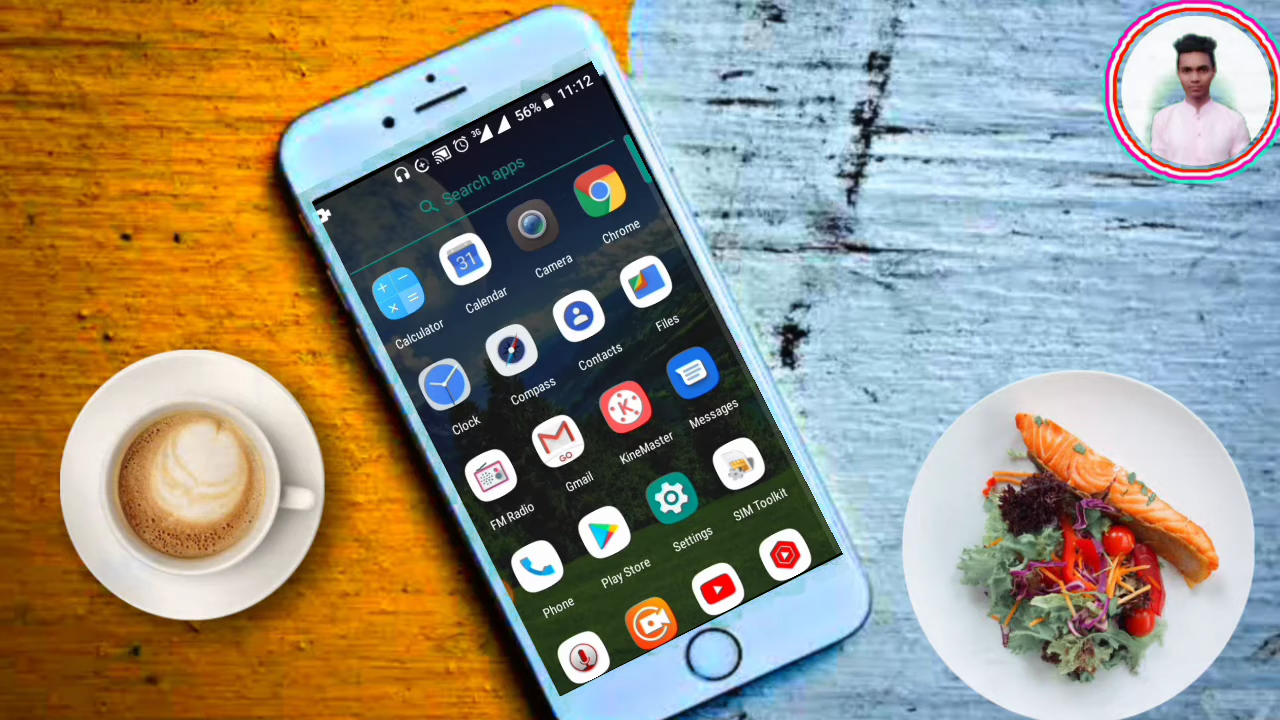 3G 56% 11:12
Search apps
31
Calculator Calendar Camera Chrome
Clock Compass Contacts Files
GO
FM Radio Gmail KineMaster Messages
Phone Play Store Settings SIM Toolkit